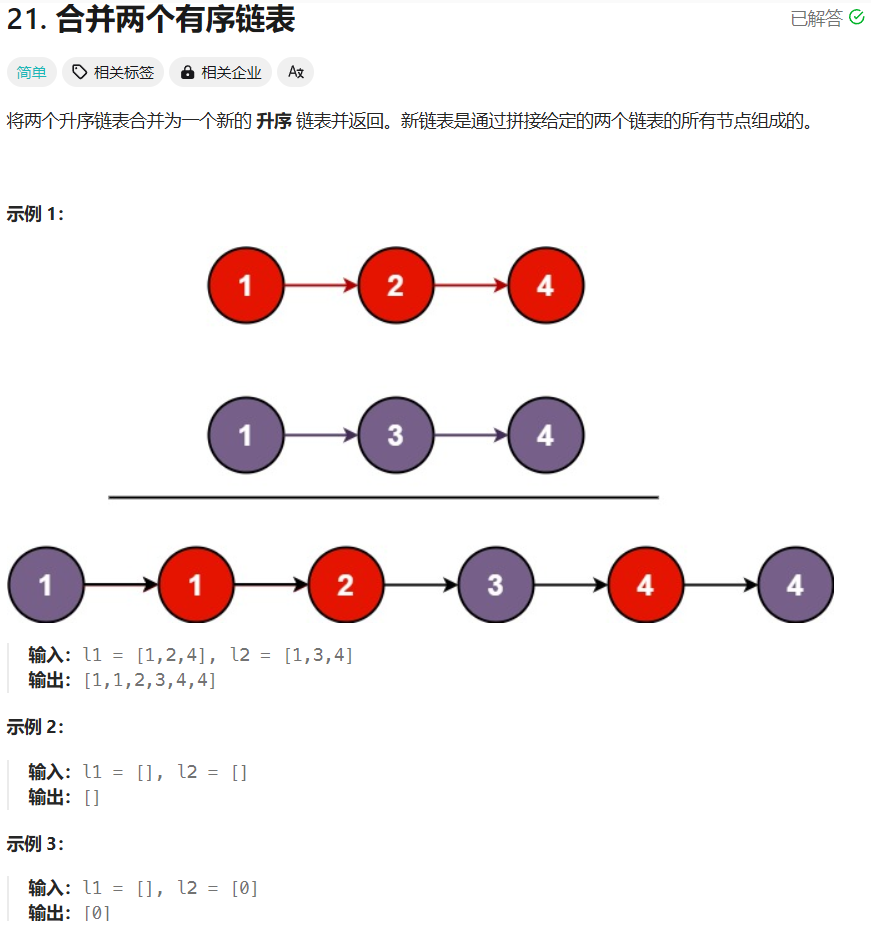 21. 合并两个有序链表
已解答
简单 相关标签 相关企业 Ax
将两个升序链表合并为一个新的 升序 链表并返回。新链表是通过拼接给定的两个链表的所有节点组成的。
示例 1：
1 2 4
1 3 4
1 1 2 3 4 4
输入：l1 = [1,2,4], l2 = [1,3,4]
输出：[1,1,2,3,4,4]
示例 2：
输入：l1 = [], l2 = []
输出：[]
示例 3：
输入：l1 = [], l2 = [0]
输出：[0]